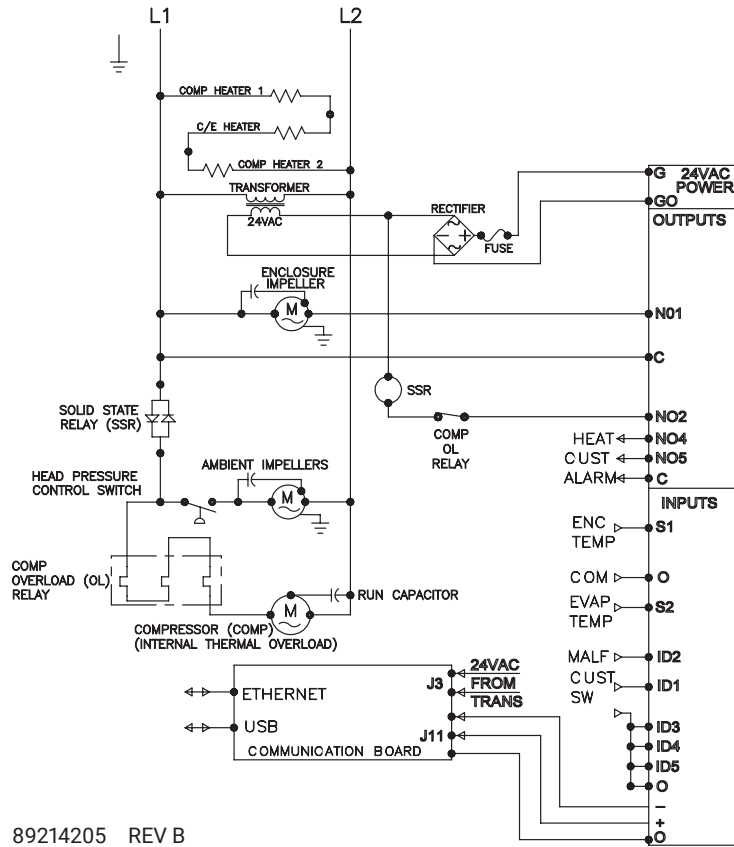 L1
L2
COMP HEATER 1
C/E HEATER
COMP HEATER 2
TRANSFORMER
24VAC
RECTIFIER
- +
FUSE
G 24VAC
POWER
GO
OUTPUTS
ENCLOSURE
IMPELLER
M
N01
C
SSR
SOLID STATE
RELAY (SSR)
COMP
OL
RELAY
NO2
HEAT NO4
CUST NO5
ALARM C
HEAD PRESSURE
CONTROL SWITCH
AMBIENT IMPELLERS
M
INPUTS
ENC
TEMP
S1
COMP
OVERLOAD (OL)
RELAY
COM O
EVAP
TEMP
S2
M
RUN CAPACITOR
COMPRESSOR (COMP)
(INTERNAL THERMAL OVERLOAD)
MALF ID2
CUST
SW
ID1
ID3
ID4
ID5
O
-
+
O
J3
24VAC
FROM
TRANS
ETHERNET
USB
J11
COMMUNICATION BOARD
89214205 REV B